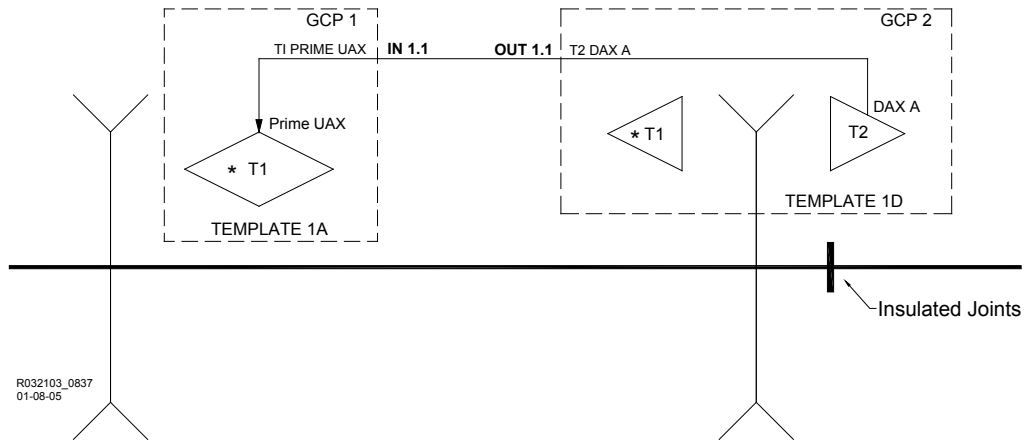 GCP 1
GCP 2
TI PRIME UAX
IN 1.1
OUT 1.1
T2 DAX A
Prime UAX
DAX A
* T1
* T1
T2
TEMPLATE 1A
TEMPLATE 1D
Insulated Joints
R032103_0837
01-08-05